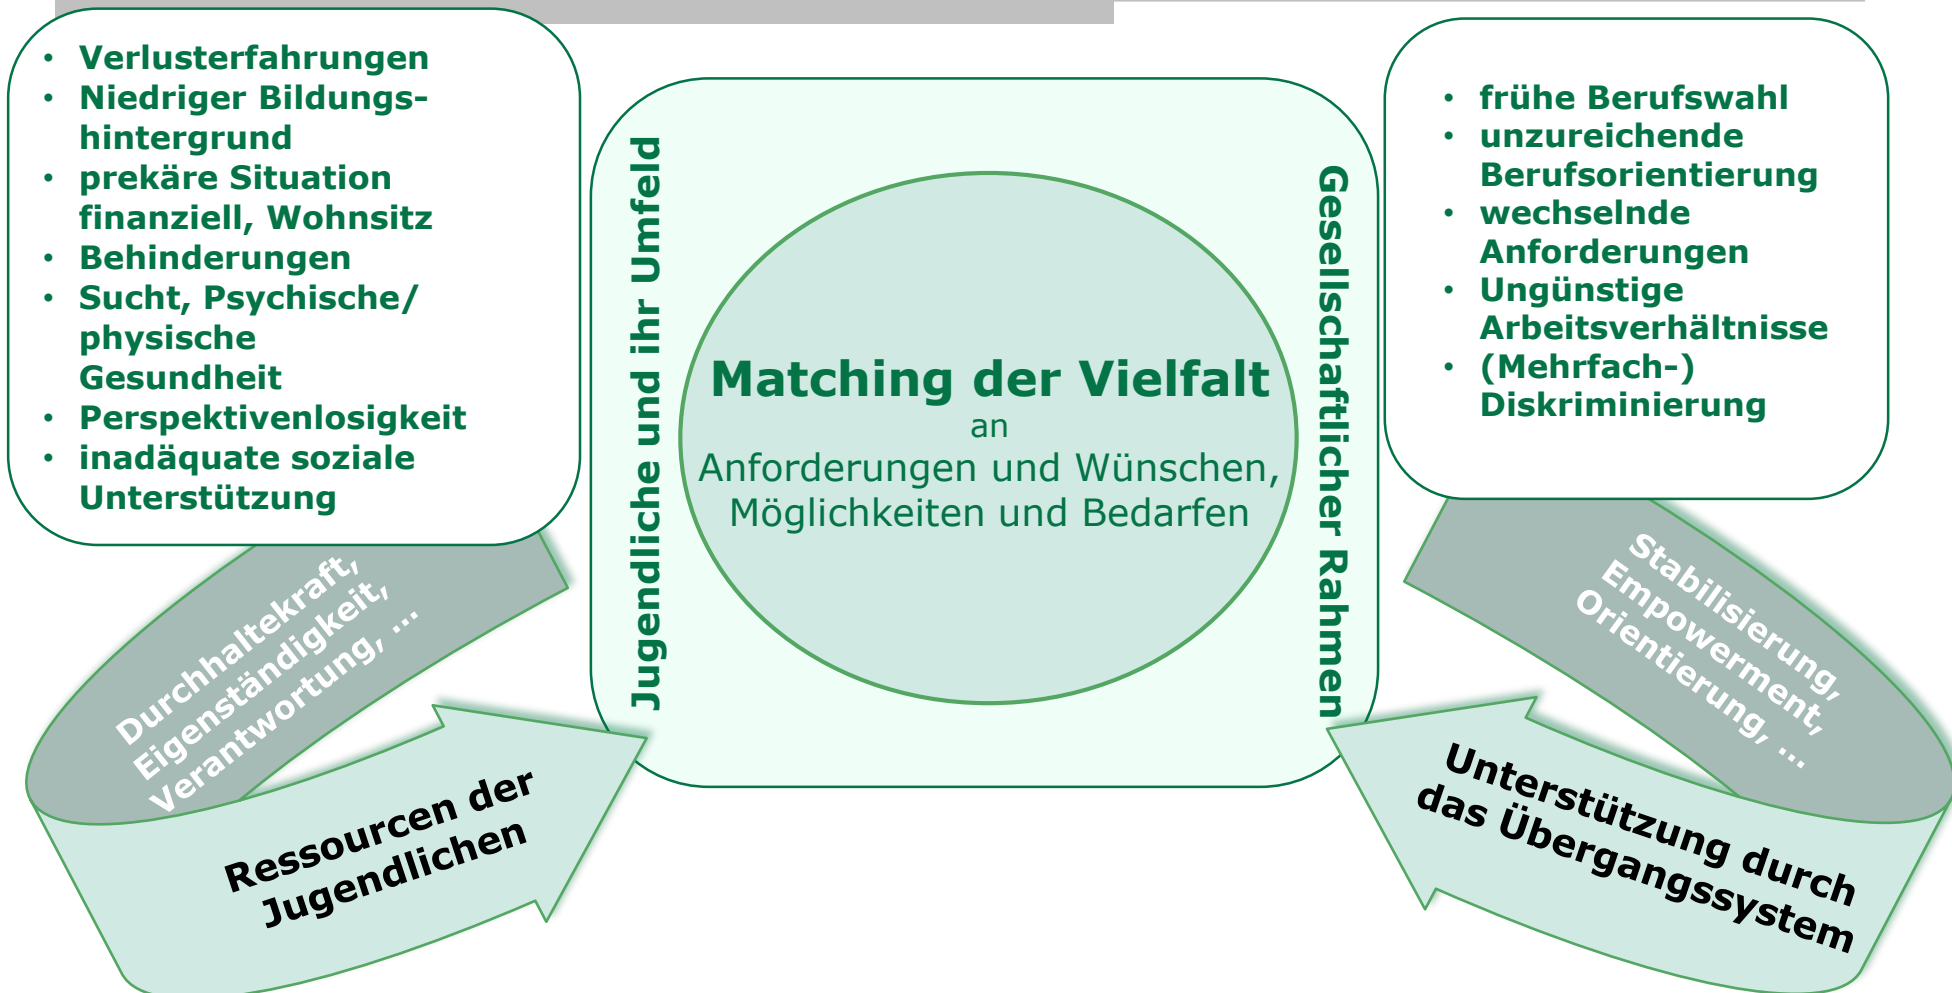 • Verlusterfahrungen
• Niedriger Bildungs-
hintergrund
• prekäre Situation
finanziell, Wohnsitz
• Behinderungen
• Sucht, Psychische/
physische
Gesundheit
• Perspektivenlosigkeit
• inadäquate soziale
Unterstützung
Jugendliche und ihr Umfeld
Matching der Vielfalt
an
Anforderungen und Wünschen,
Möglichkeiten und Bedarfen
Gesellschaftlicher Rahmen
• frühe Berufswahl
• unzureichende
Berufsorientierung
• wechselnde
Anforderungen
• Ungünstige
Arbeitsverhältnisse
• (Mehrfach-)
Diskriminierung
Durchhaltekraft,
Eigenständigkeit,
Verantwortung, ...
Ressourcen der
Jugendlichen
Stabilisierung,
Empowerment,
Orientierung, ...
Unterstützung durch
das Übergangssystem